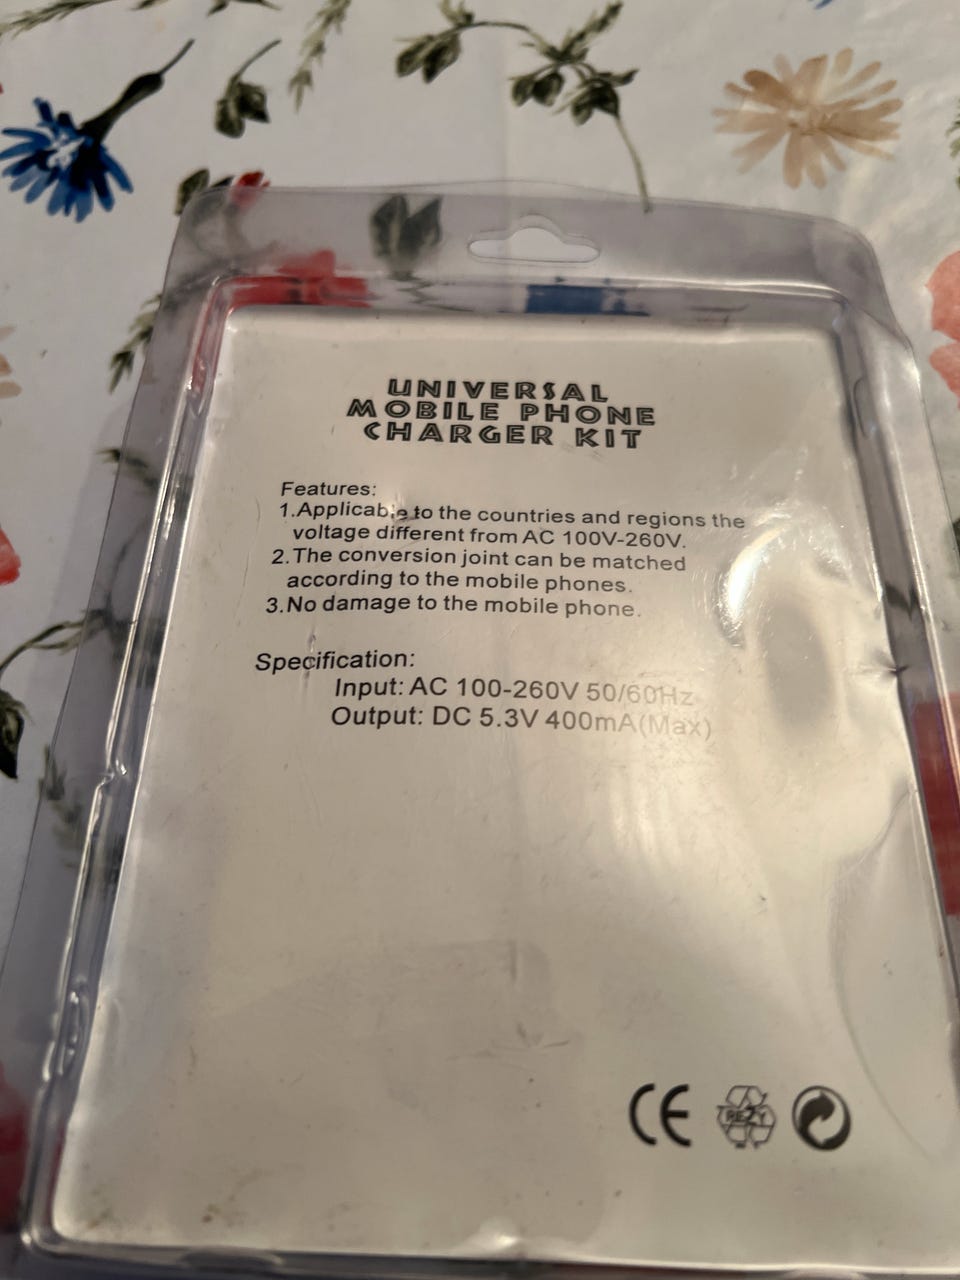 UNIVERSAL
MOBILE PHONE
CHARGER KIT
Features:
1.Applicable to the countries and regions the
voltage different from AC 100V-260V.
2.The conversion joint can be matched
according to the mobile phones.
3.No damage to the mobile phone.
Specification:
Input: AC 100-260V 50/60Hz
Output: DC 5.3V 400mA(Max)
CE